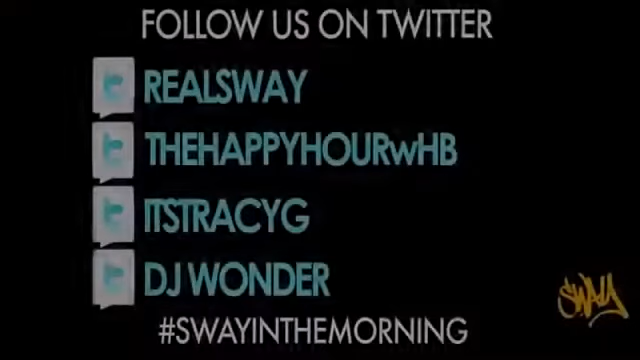 FOLLOW US ON TWITTER
REALSWAY
THEHAPPYHOURwHB
ITSTRACYG
DJ WONDER
SWAY
#SWAYINTHEMORNING